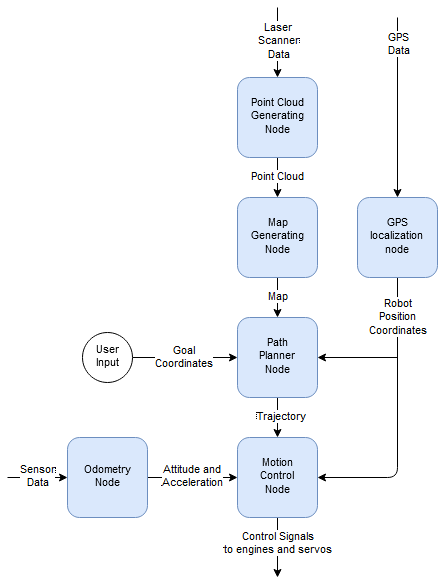 Laser
Scanner
Data
GPS
Data
Point Cloud
Generating
Node
Point Cloud
Map
Generating
Node
GPS
localization
node
Map
Robot
Position
Coordinates
User
Input
Goal
Coordinates
Path
Planner
Node
Trajectory
Sensor
Data
Odometry
Node
Attitude and
Acceleration
Motion
Control
Node
Control Signals
to engines and servos